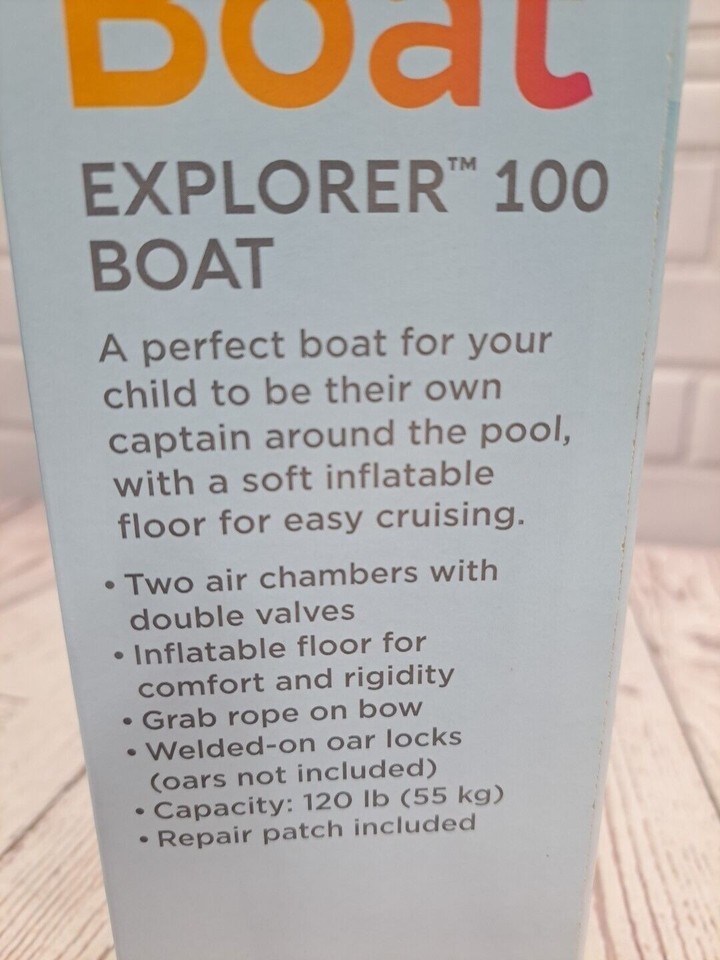 Boat
EXPLORER™ 100
BOAT
A perfect boat for your
child to be their own
captain around the pool,
with a soft inflatable
floor for easy cruising.
• Two air chambers with
double valves
• Inflatable floor for
comfort and rigidity
• Grab rope on bow
• Welded-on oar locks
(oars not included)
• Capacity: 120 lb (55 kg)
• Repair patch included